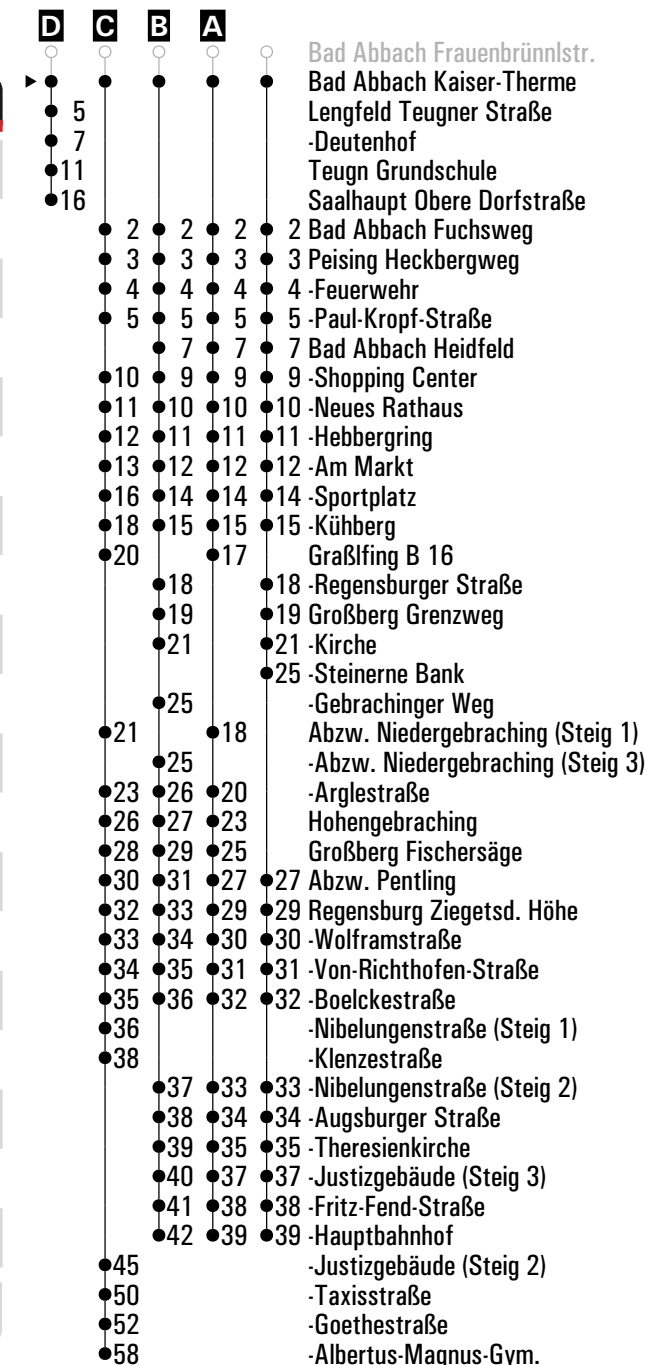 D C B A
Bad Abbach Frauenbrünnlstr.
Bad Abbach Kaiser-Therme
5 Lengfeld Teugner Straße
7 -Deutenhof
11 Teugn Grundschule
16 Saalhaupt Obere Dorfstraße
2 2 2 2 Bad Abbach Fuchsweg
3 3 3 3 Peising Heckbergweg
4 4 4 4 -Feuerwehr
5 5 5 5 -Paul-Kropf-Straße
7 7 7 Bad Abbach Heidfeld
10 9 9 9 -Shopping Center
11 10 10 10 -Neues Rathaus
12 11 11 11 -Hebbergring
13 12 12 12 -Am Markt
16 14 14 14 -Sportplatz
18 15 15 15 -Kühberg
20 17 Graßlfing B 16
18 18 -Regensburger Straße
19 19 Großberg Grenzweg
21 21 -Kirche
25 -Steinerne Bank
25 -Gebrachinger Weg
21 18 Abzw. Niedergebraching (Steig 1)
25 -Abzw. Niedergebraching (Steig 3)
23 26 20 -Arglestraße
26 27 23 Hohengebraching
28 29 25 Großberg Fischersäge
30 31 27 27 Abzw. Pentling
32 33 29 29 Regensburg Ziegetsd. Höhe
33 34 30 30 -Wolframstraße
34 35 31 31 -Von-Richthofen-Straße
35 36 32 32 -Boelckestraße
36 -Nibelungenstraße (Steig 1)
38 -Klenzestraße
37 33 33 -Nibelungenstraße (Steig 2)
38 34 34 -Augsburger Straße
39 35 35 -Theresienkirche
40 37 37 -Justizgebäude (Steig 3)
41 38 38 -Fritz-Fend-Straße
42 39 39 -Hauptbahnhof
45 -Justizgebäude (Steig 2)
50 -Taxisstraße
52 -Goethestraße
58 -Albertus-Magnus-Gym.